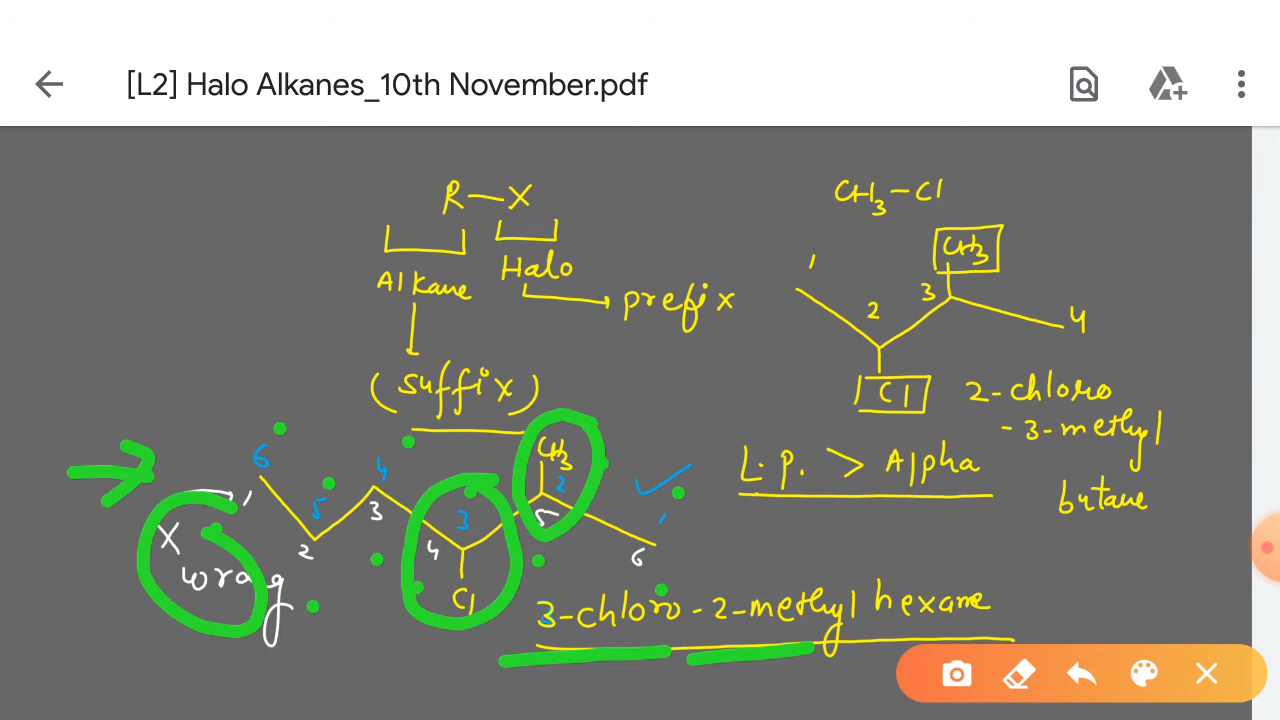 [L2] Halo Alkanes_10th November.pdf
R-X
Alkane
Halo
prefix
(suffix)
CH3-Cl
CH3
1
2
3
4
Cl
2-chloro
-3-methyl
butane
L.p. > Alpha
6
5
4
3
2
1
1
2
3
4
5
6
CH3
Cl
X
wrong
3-chloro-2-methyl hexane